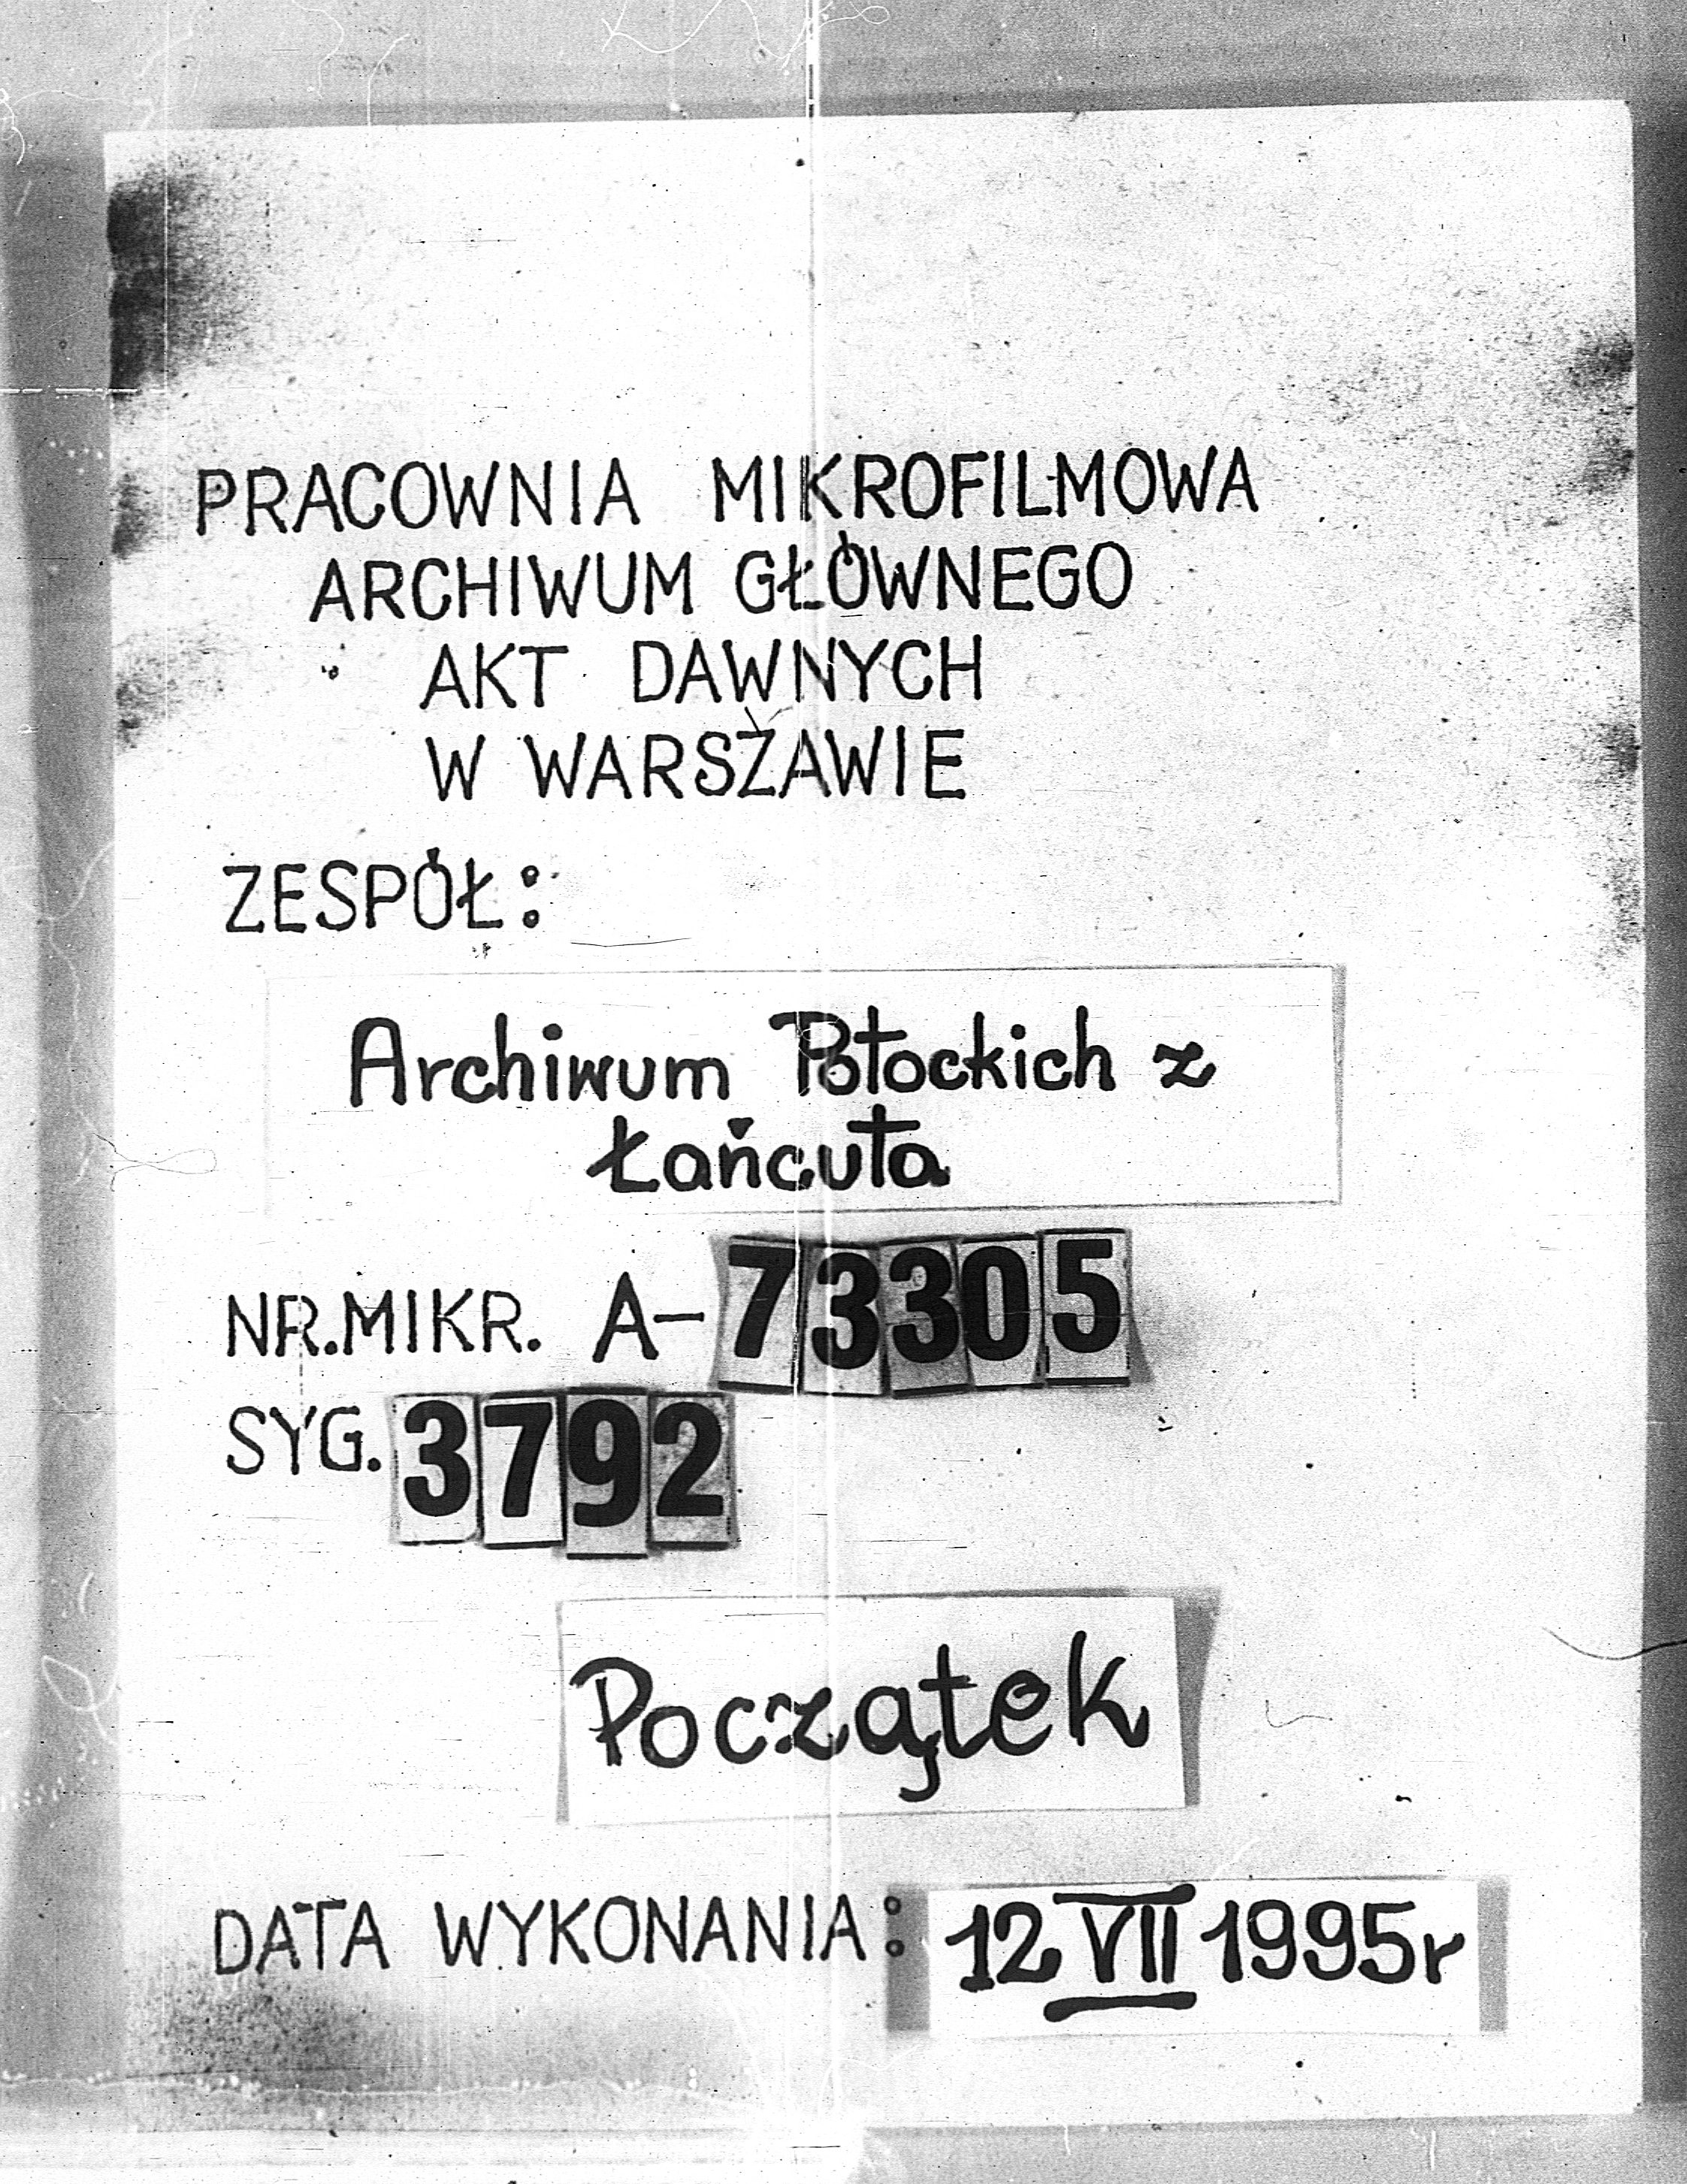 PRACOWNIA MIKROFILMOWA
ARCHIWUM GŁÓWNEGO
AKT DAWNYCH
W WARSZAWIE
ZESPÓŁ:
Archiwum Potockich z
Łańcuta
NR.MIKR. A-73305
SYG. 3792
Początek
DATA WYKONANIA: 12 VII 1995r